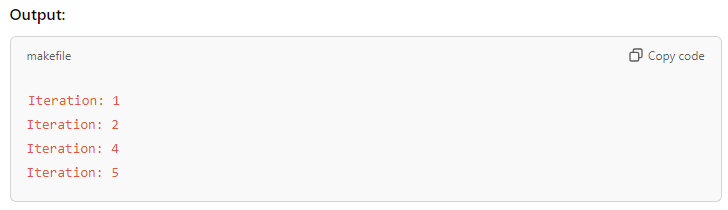 Output:
makefile
Copy code
Iteration: 1
Iteration: 2
Iteration: 4
Iteration: 5